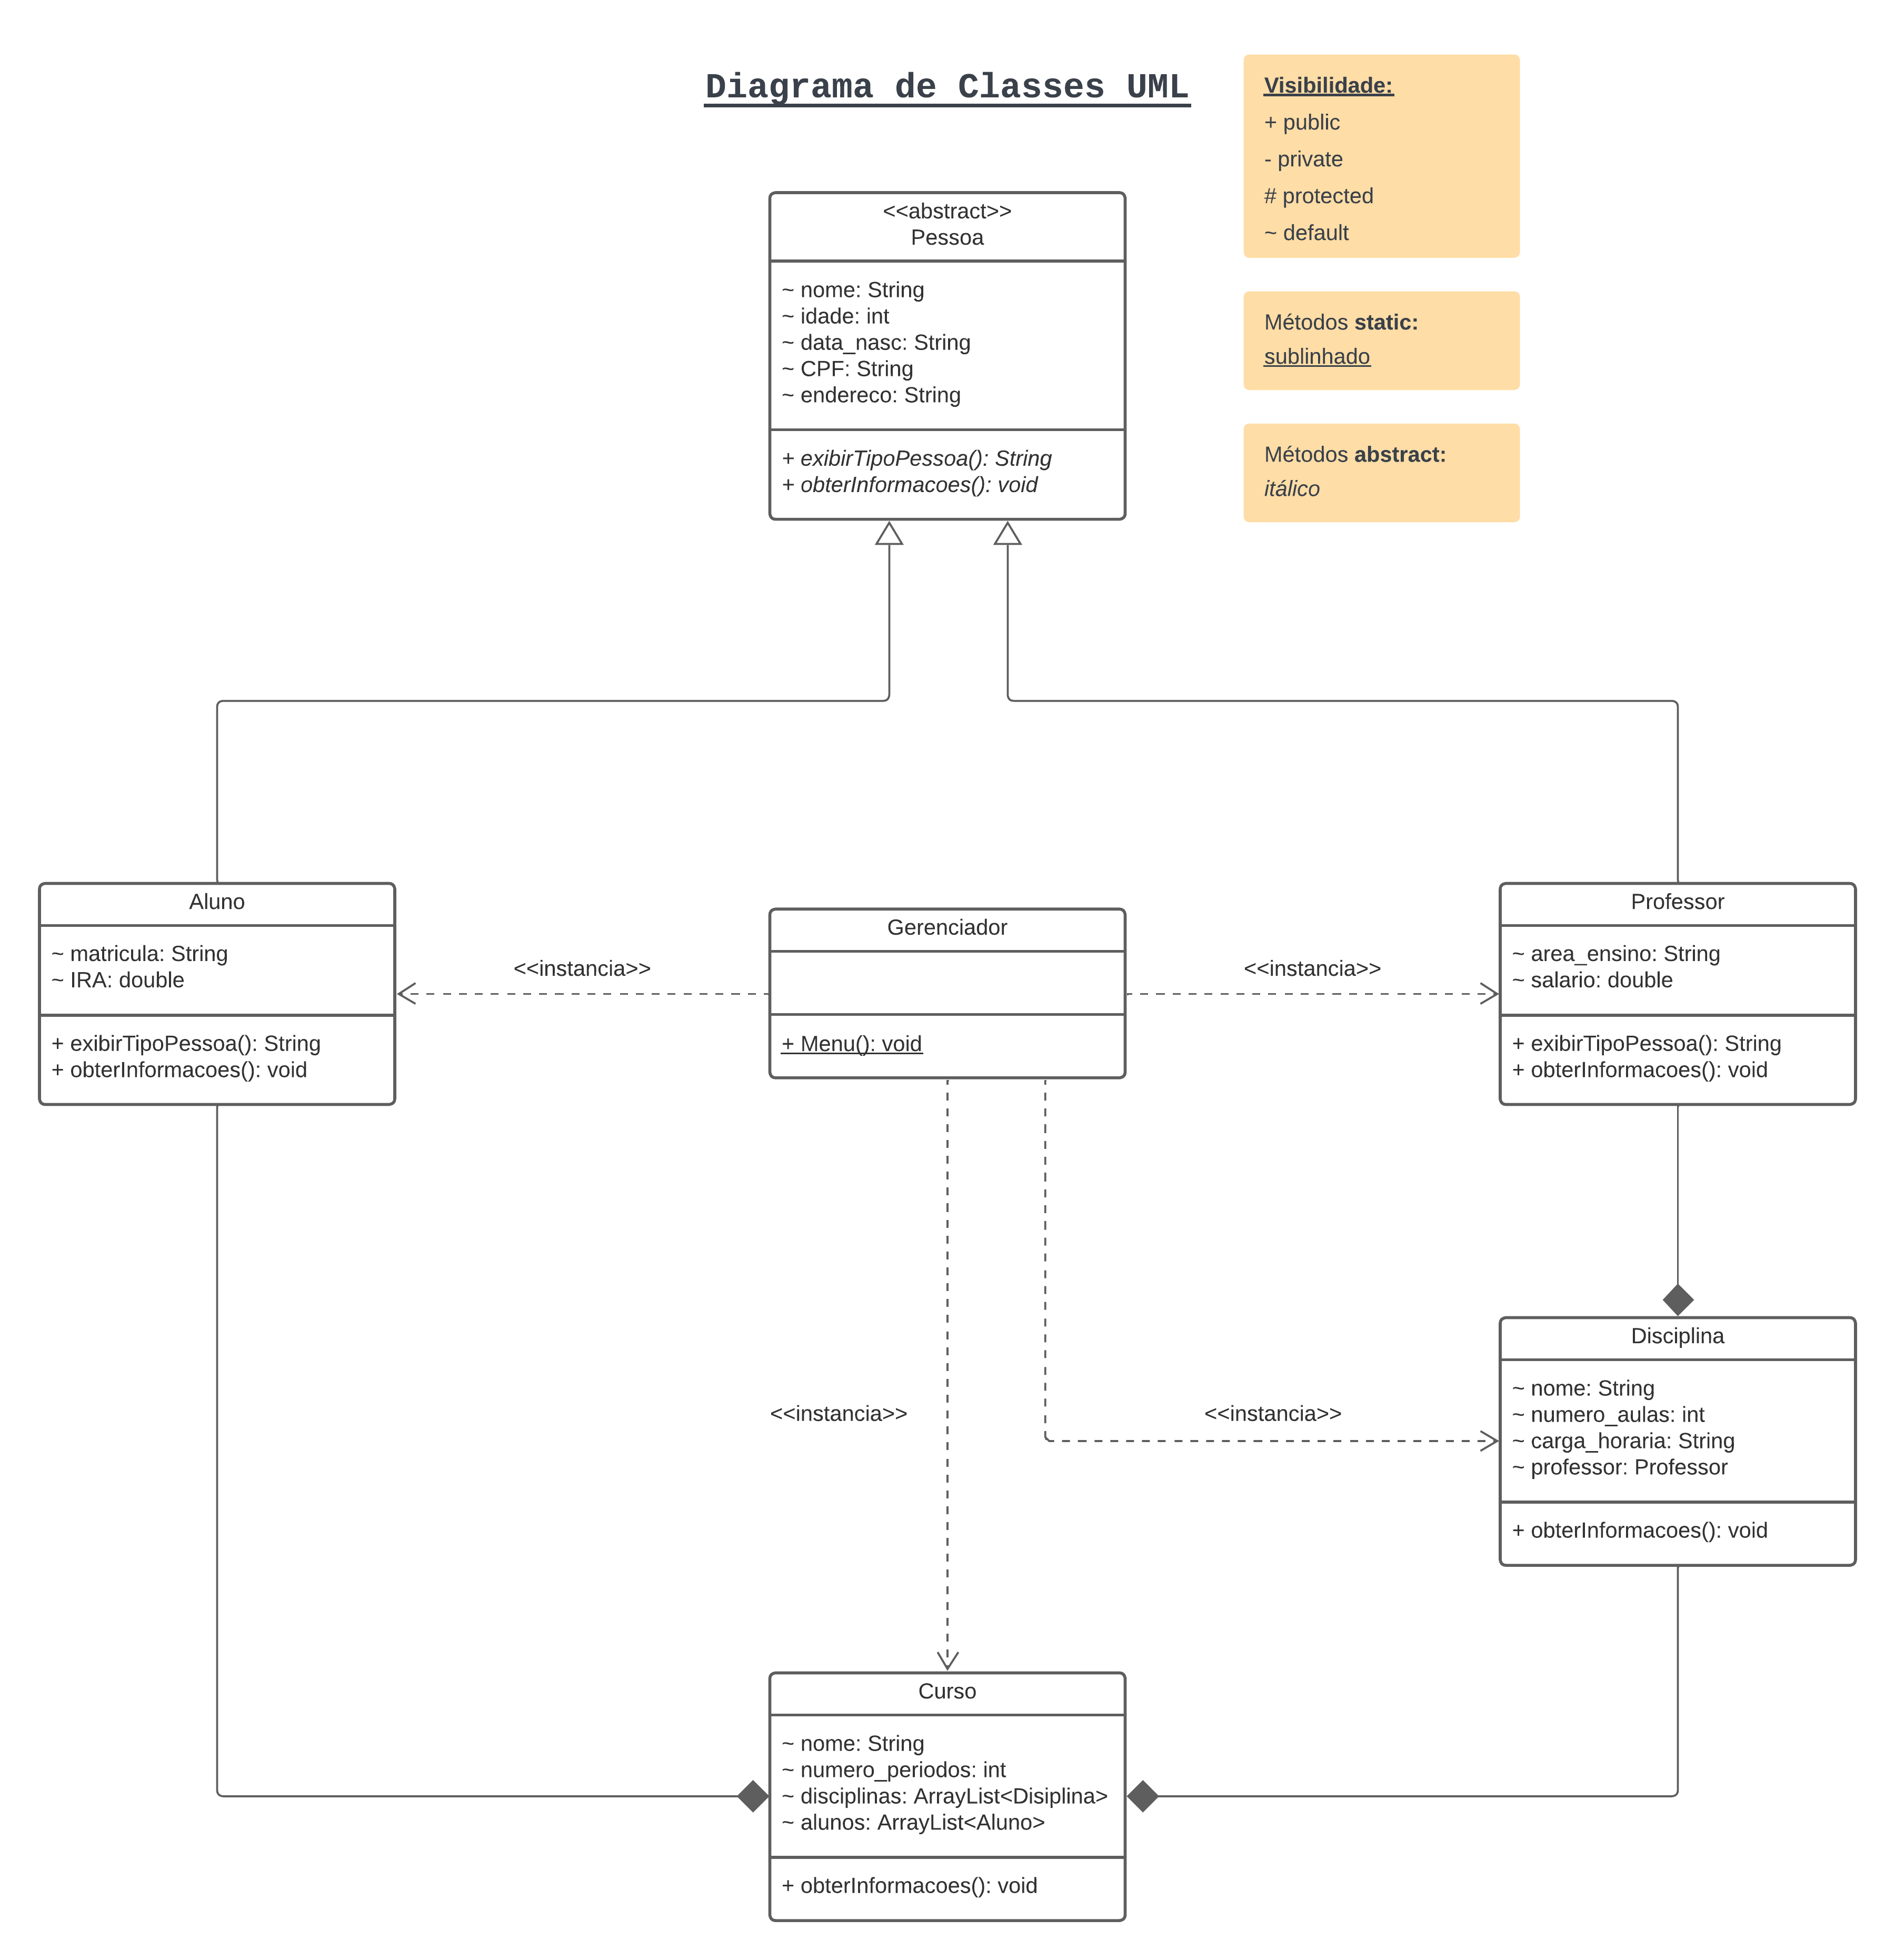 Diagrama de Classes UML
Visibilidade:
+ public
- private
# protected
~ default
Métodos static:
sublinhado
Métodos abstract:
itálico
<<abstract>>
Pessoa
~ nome: String
~ idade: int
~ data_nasc: String
~ CPF: String
~ endereco: String
+ exibirTipoPessoa(): String
+ obterInformacoes(): void
Aluno
~ matricula: String
~ IRA: double
+ exibirTipoPessoa(): String
+ obterInformacoes(): void
<<instancia>>
Gerenciador
+ Menu(): void
<<instancia>>
Professor
~ area_ensino: String
~ salario: double
+ exibirTipoPessoa(): String
+ obterInformacoes(): void
<<instancia>>
<<instancia>>
Disciplina
~ nome: String
~ numero_aulas: int
~ carga_horaria: String
~ professor: Professor
+ obterInformacoes(): void
Curso
~ nome: String
~ numero_periodos: int
~ disciplinas: ArrayList<Disiplina>
~ alunos: ArrayList<Aluno>
+ obterInformacoes(): void